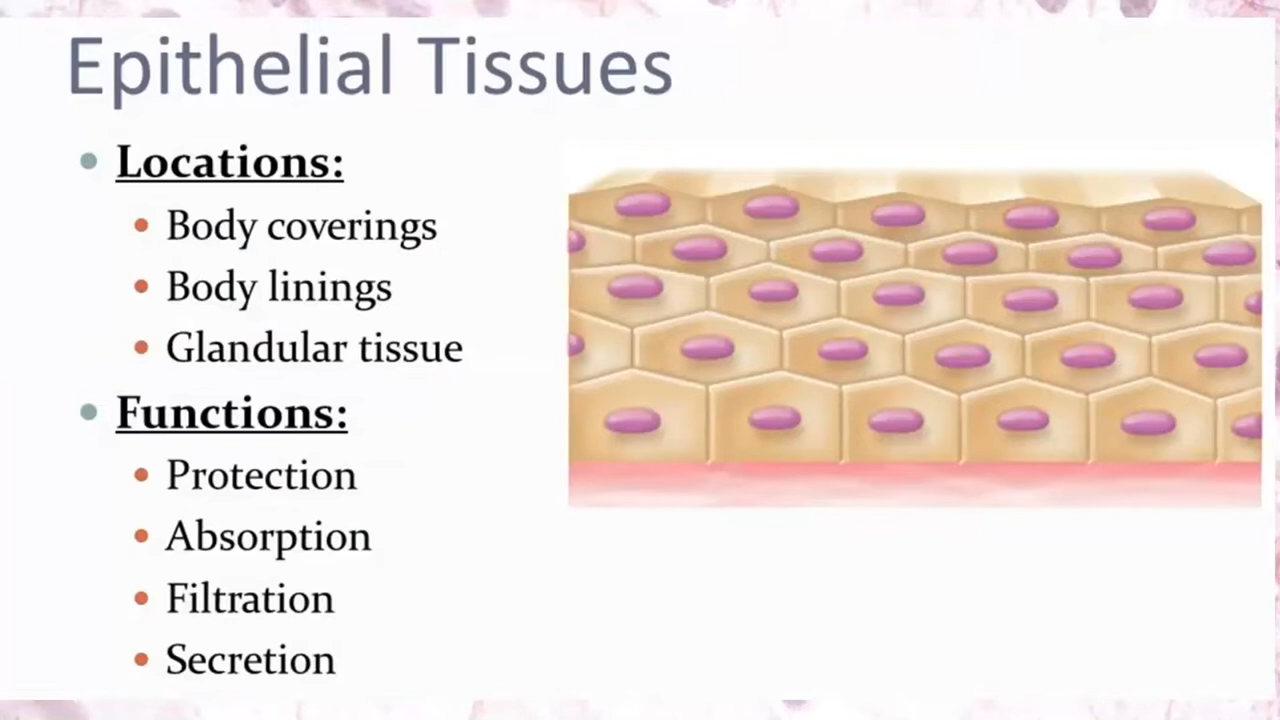 Epithelial Tissues
• Locations:
• Body coverings
• Body linings
• Glandular tissue
• Functions:
• Protection
• Absorption
• Filtration
• Secretion